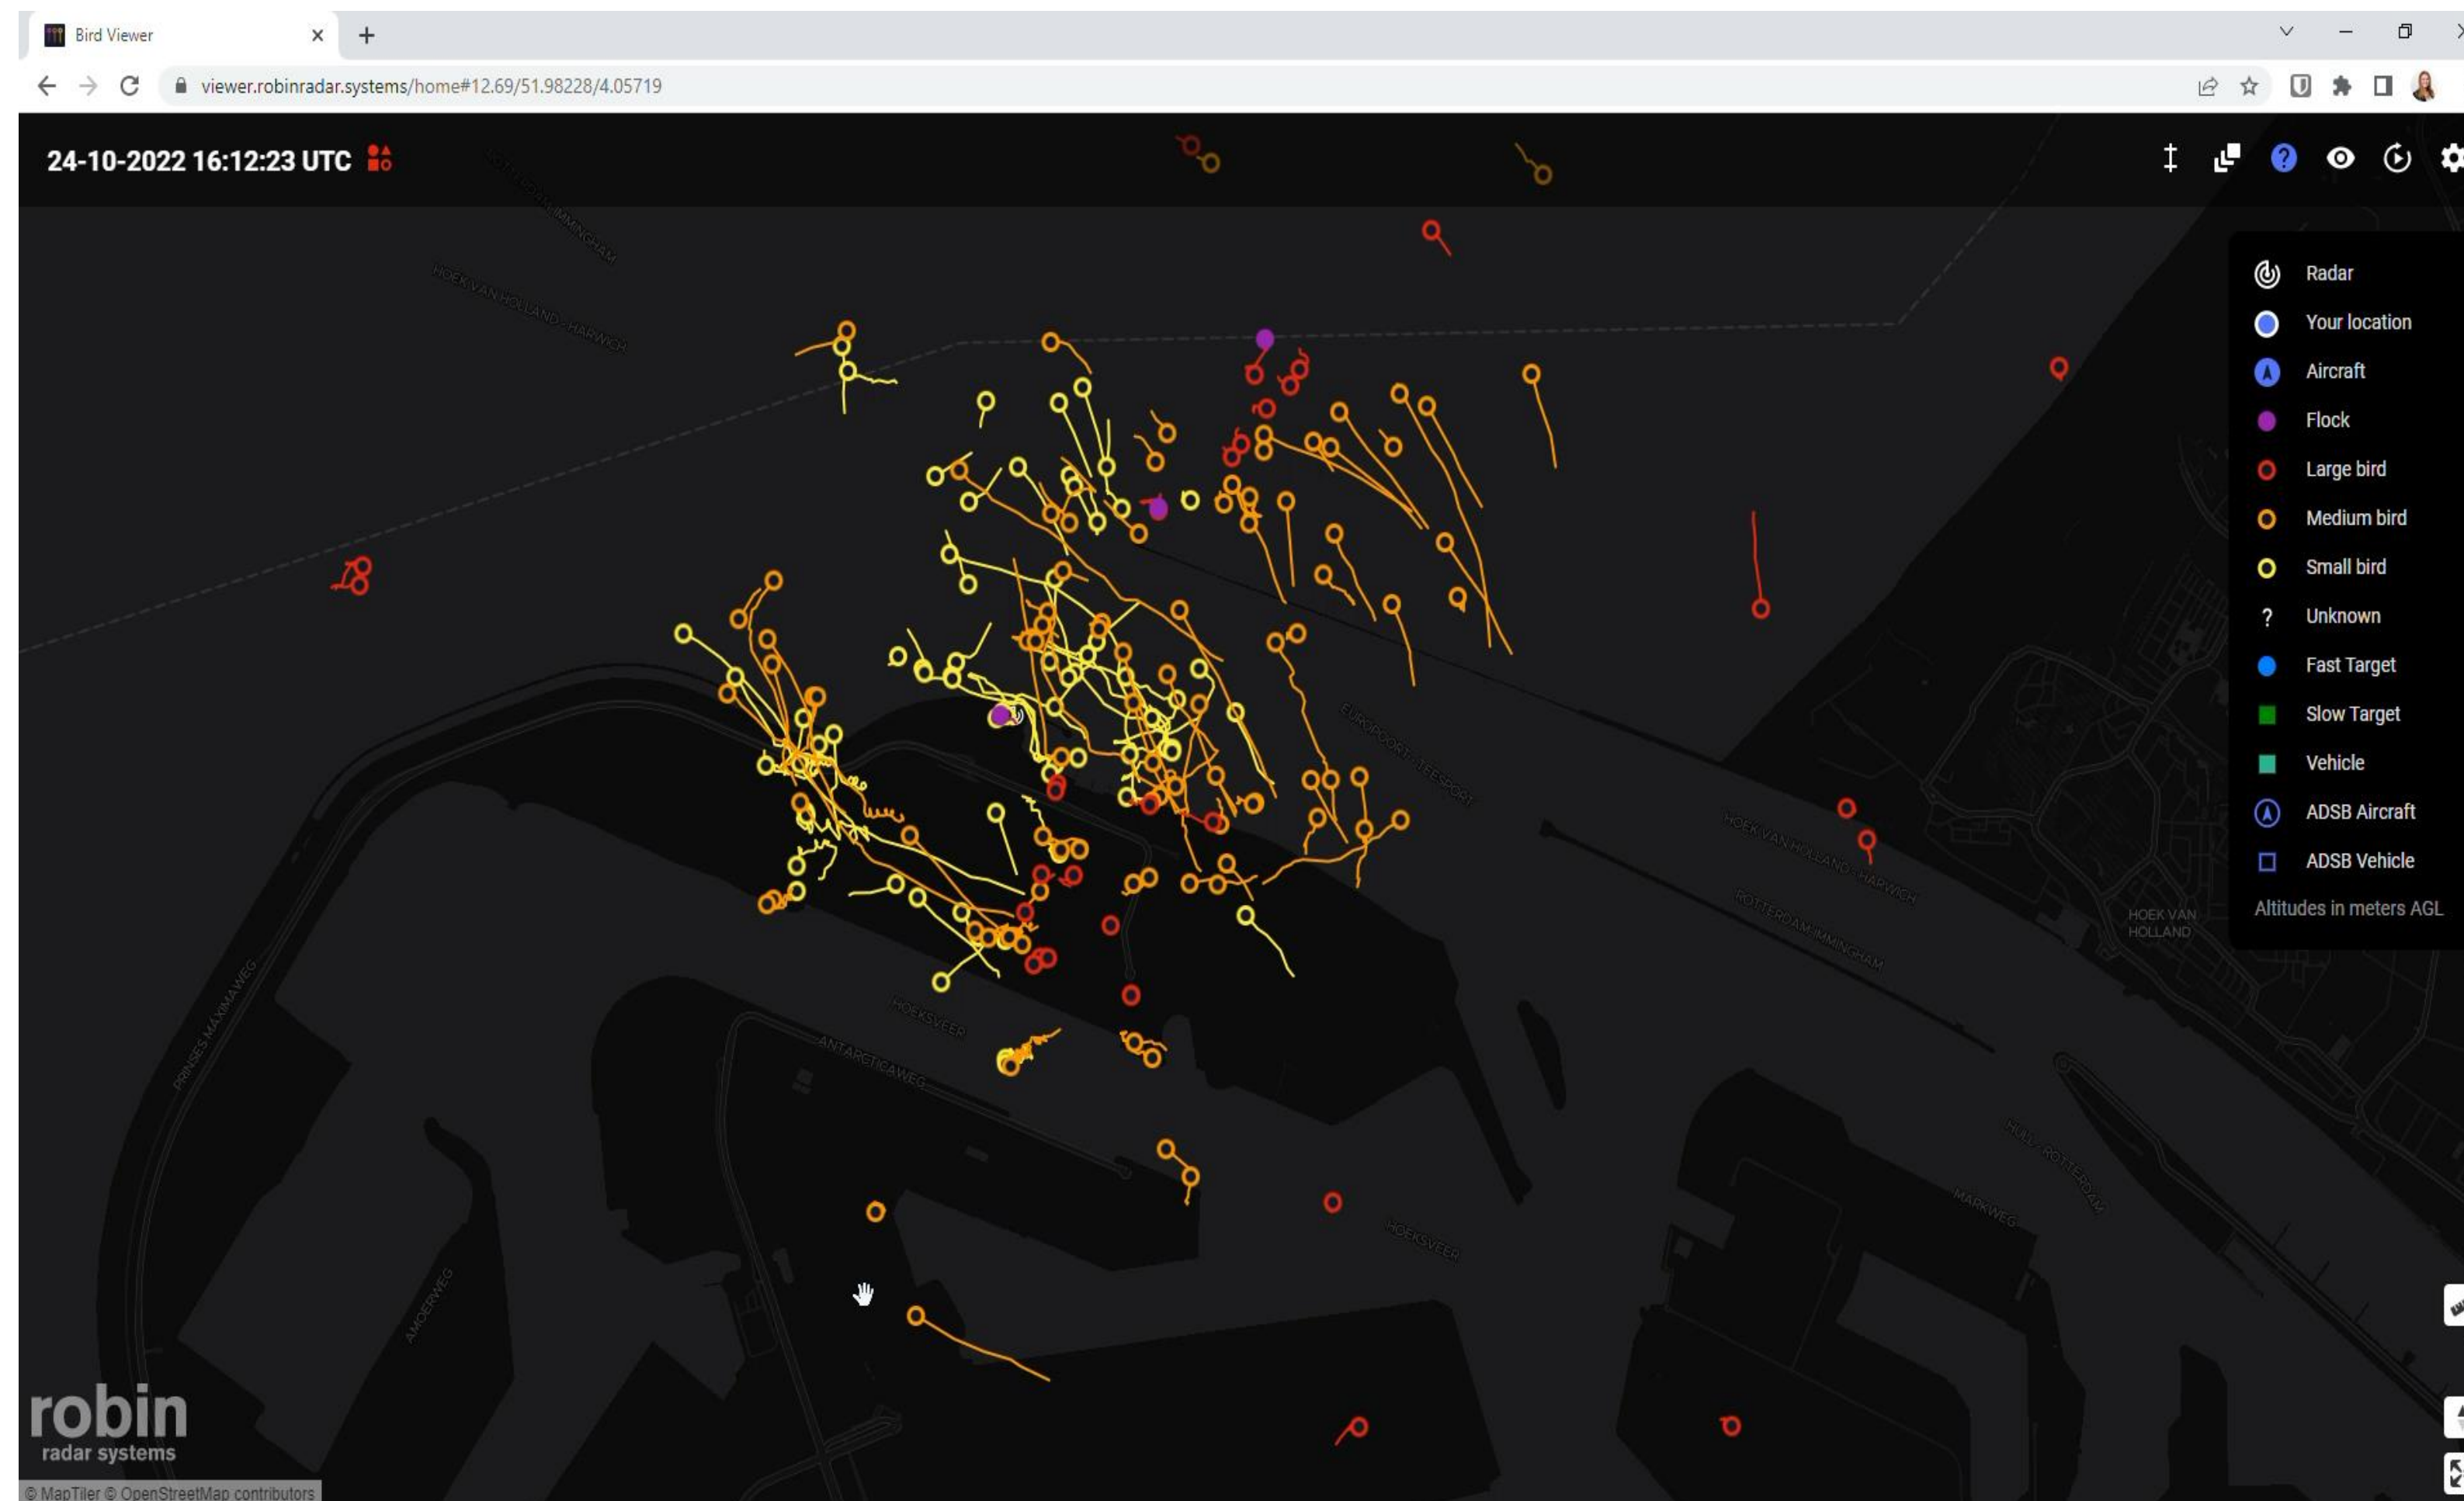 Bird Viewer
viewer.robinradar.systems/home#12.69/51.98228/4.05719
24-10-2022 16:12:23 UTC
ROTTERDAM-IMMINGHAM
HOEK VAN HOLLAND - HARWICH
Radar
Your location
Aircraft
Flock
Large bird
Medium bird
Small bird
?
Unknown
Fast Target
Slow Target
Vehicle
ADSB Aircraft
ADSB Vehicle
Altitudes in meters AGL
EUROPOORT - TEESPORT
HOEK VAN HOLLAND - HARWICH
ROTTERDAM-IMMINGHAM
HOEK VAN
HOLLAND
PRINSES MAXIMAWEG
HOEKSVEER
ANTARCTICAWEG
HULL - ROTTERDAM
MARKWEG
HOEKSVEER
AMOERWEG
robin
radar systems
© MapTiler © OpenStreetMap contributors